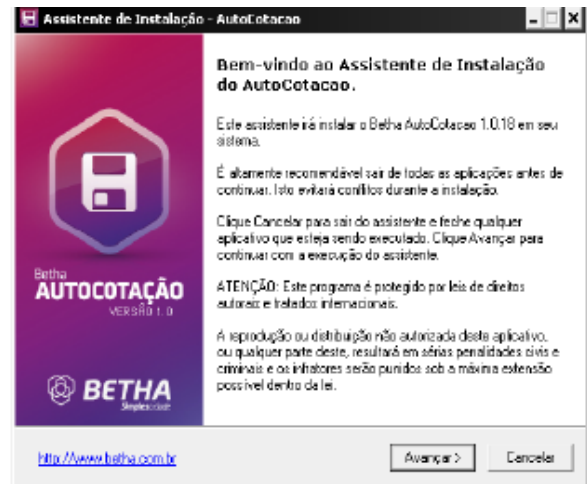 Assistente de Instalação - AutoCotacao
Bem-vindo ao Assistente de Instalação
do AutoCotacao.
Este assistente irá instalar o Betha AutoCotacao 1.0.18 em seu
sistema.
É altamente recomendável sair de todas as aplicações antes de
continuar. Isto evitará conflitos durante a instalação.
Clique Cancelar para sair do assistente e feche qualquer
aplicativo que esteja sendo executado. Clique Avançar para
continuar com a execução do assistente.
ATENÇÃO: Este programa é protegido por leis de direitos
autorais e tratados internacionais.
A reprodução ou distribuição não autorizada deste aplicativo,
ou qualquer parte deste, resultará em sérias penalidades civis e
criminais e os infratores serão punidos sob a máxima extensão
possível dentro da lei.
Betha
AUTOCOTAÇÃO
VERSÃO 1.0
BETHA
http://www.betha.com.br
Avançar >
Cancelar